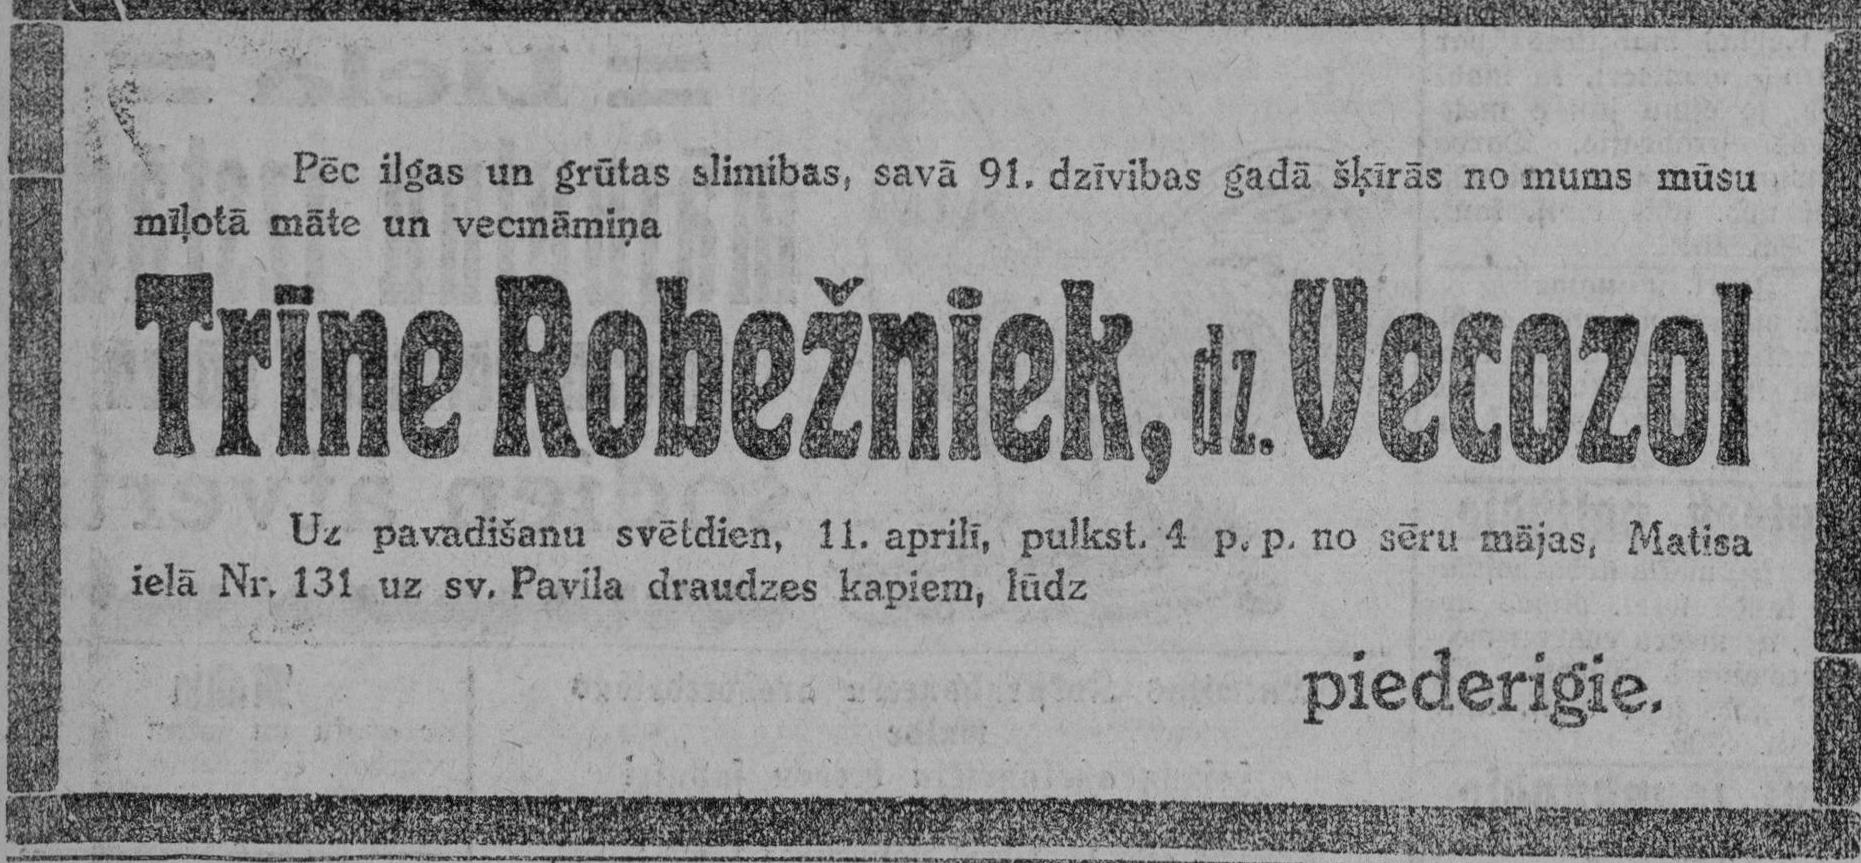 Pēc ilgas un grūtas slimibas, savā 91. dzīvibas gadā šķīrās no mums mūsu
mīļotā māte un vecmāmiņa
Trīne Robežniek, dz. Vecozol
Uz pavadišanu svētdien, 11. aprilī, pulkst. 4 p. p. no sēru mājas, Matisa
ielā Nr. 131 uz sv. Pavila draudzes kapiem, lūdz
piederigie.